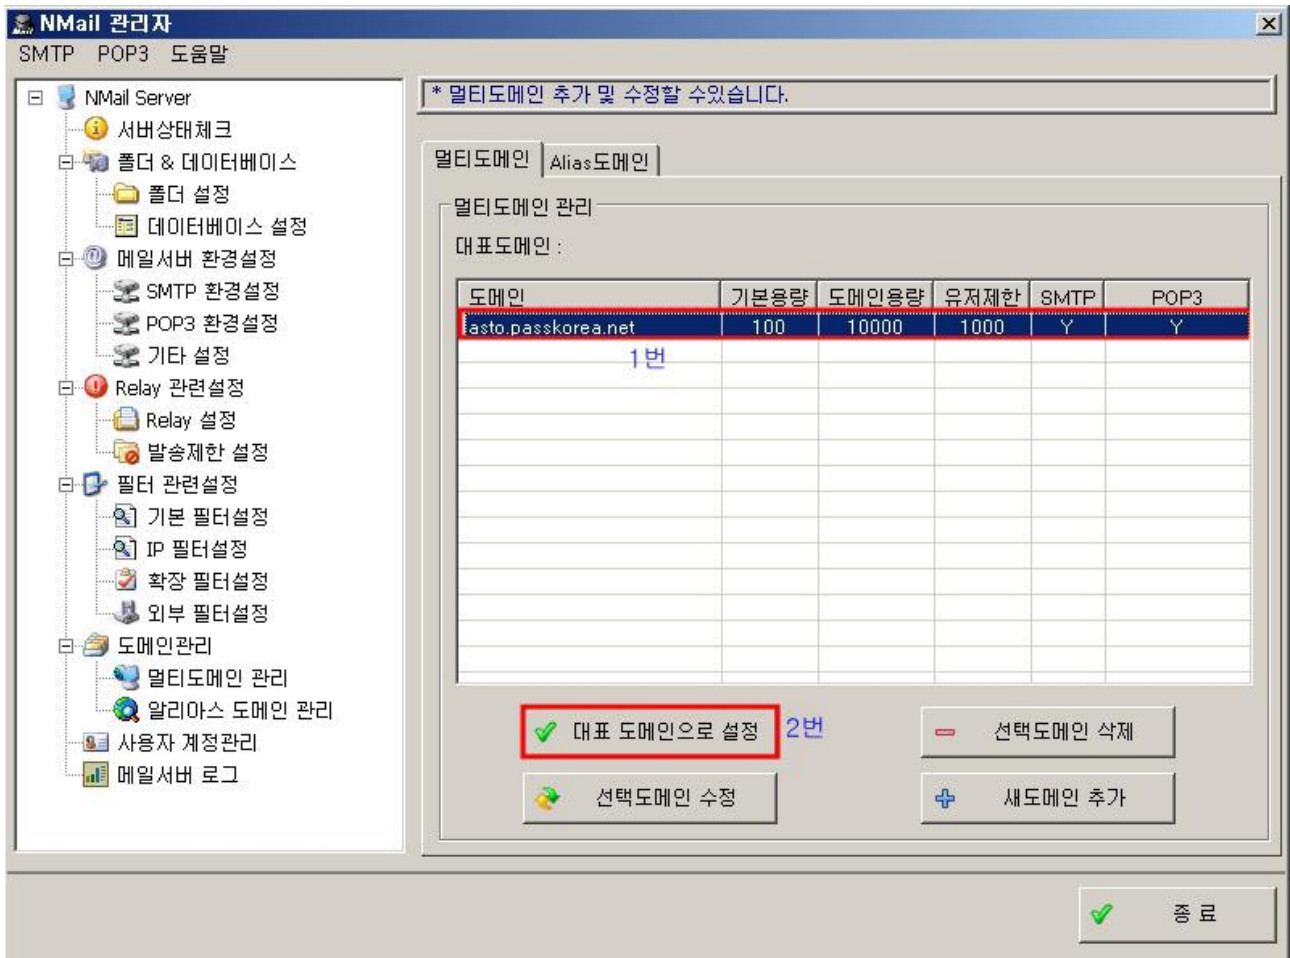 NMail 관리자
SMTP POP3 도움말
NMail Server
서버상태체크
폴더 & 데이터베이스
폴더 설정
데이터베이스 설정
메일서버 환경설정
SMTP 환경설정
POP3 환경설정
기타 설정
Relay 관련설정
Relay 설정
발송제한 설정
필터 관련설정
기본 필터설정
IP 필터설정
확장 필터설정
외부 필터설정
도메인관리
멀티도메인 관리
알리아스 도메인 관리
사용자 계정관리
메일서버 로그
* 멀티도메인 추가 및 수정할 수있습니다.
멀티도메인 Alias도메인
멀티도메인 관리
대표도메인 :
도메인 기본용량 도메인용량 유저제한 SMTP POP3
asto.passkorea.net 100 10000 1000 Y Y
1번
대표 도메인으로 설정 2번 선택도메인 삭제
선택도메인 수정 새도메인 추가
종 료